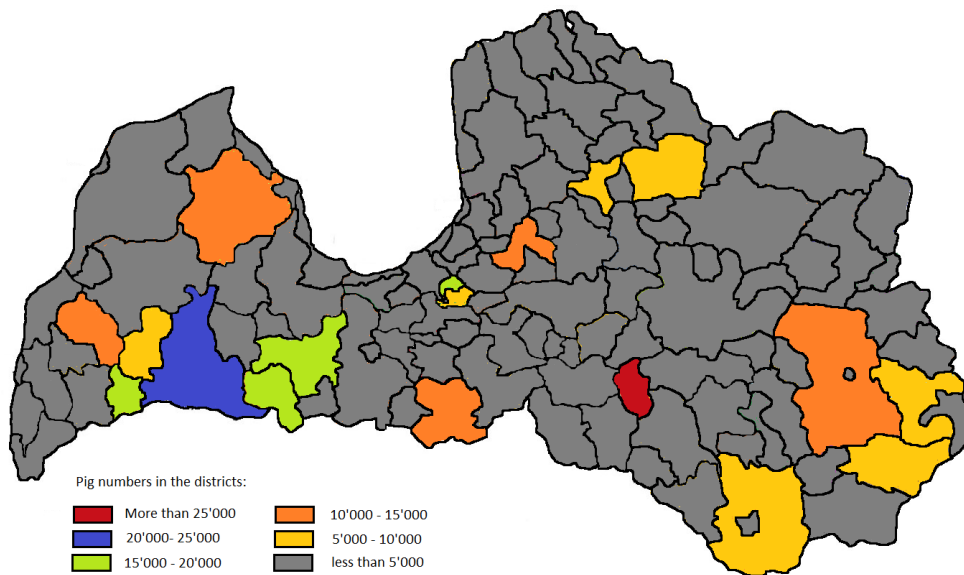 Pig numbers in the districts:
More than 25'000
20'000- 25'000
15'000 - 20'000
10'000 - 15'000
5'000 - 10'000
less than 5'000